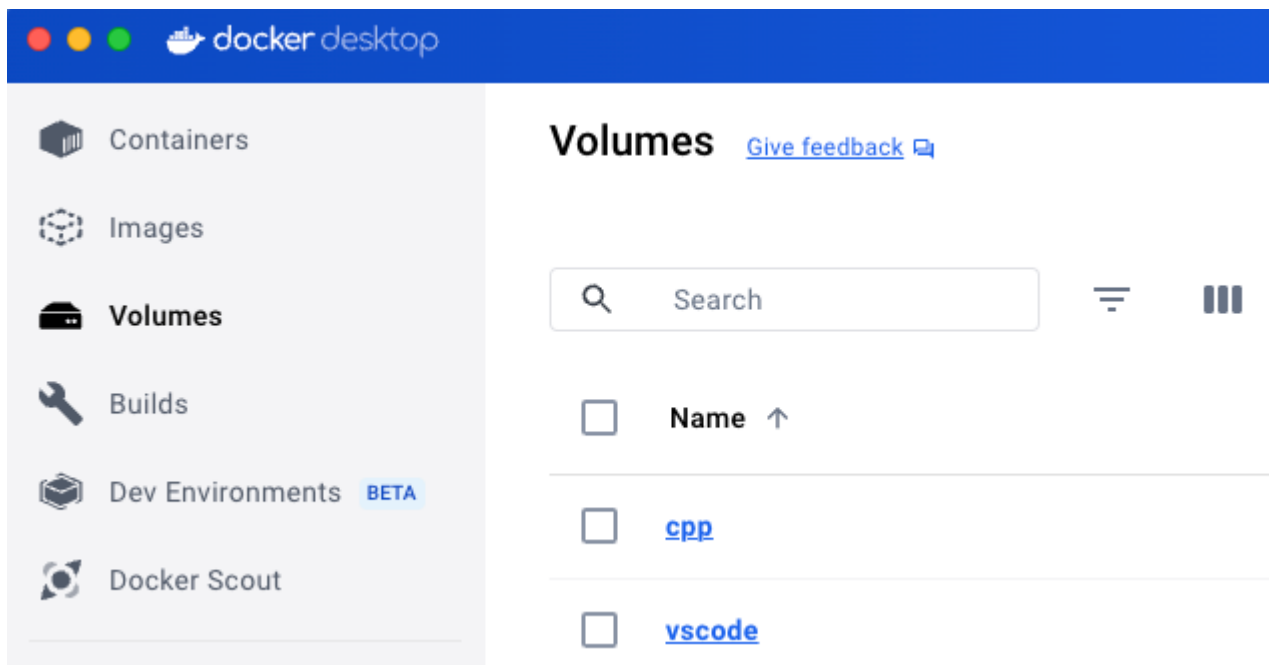 docker desktop
Containers
Images
Volumes
Builds
Dev Environments BETA
Docker Scout
Volumes Give feedback
Search
Name
cpp
vscode